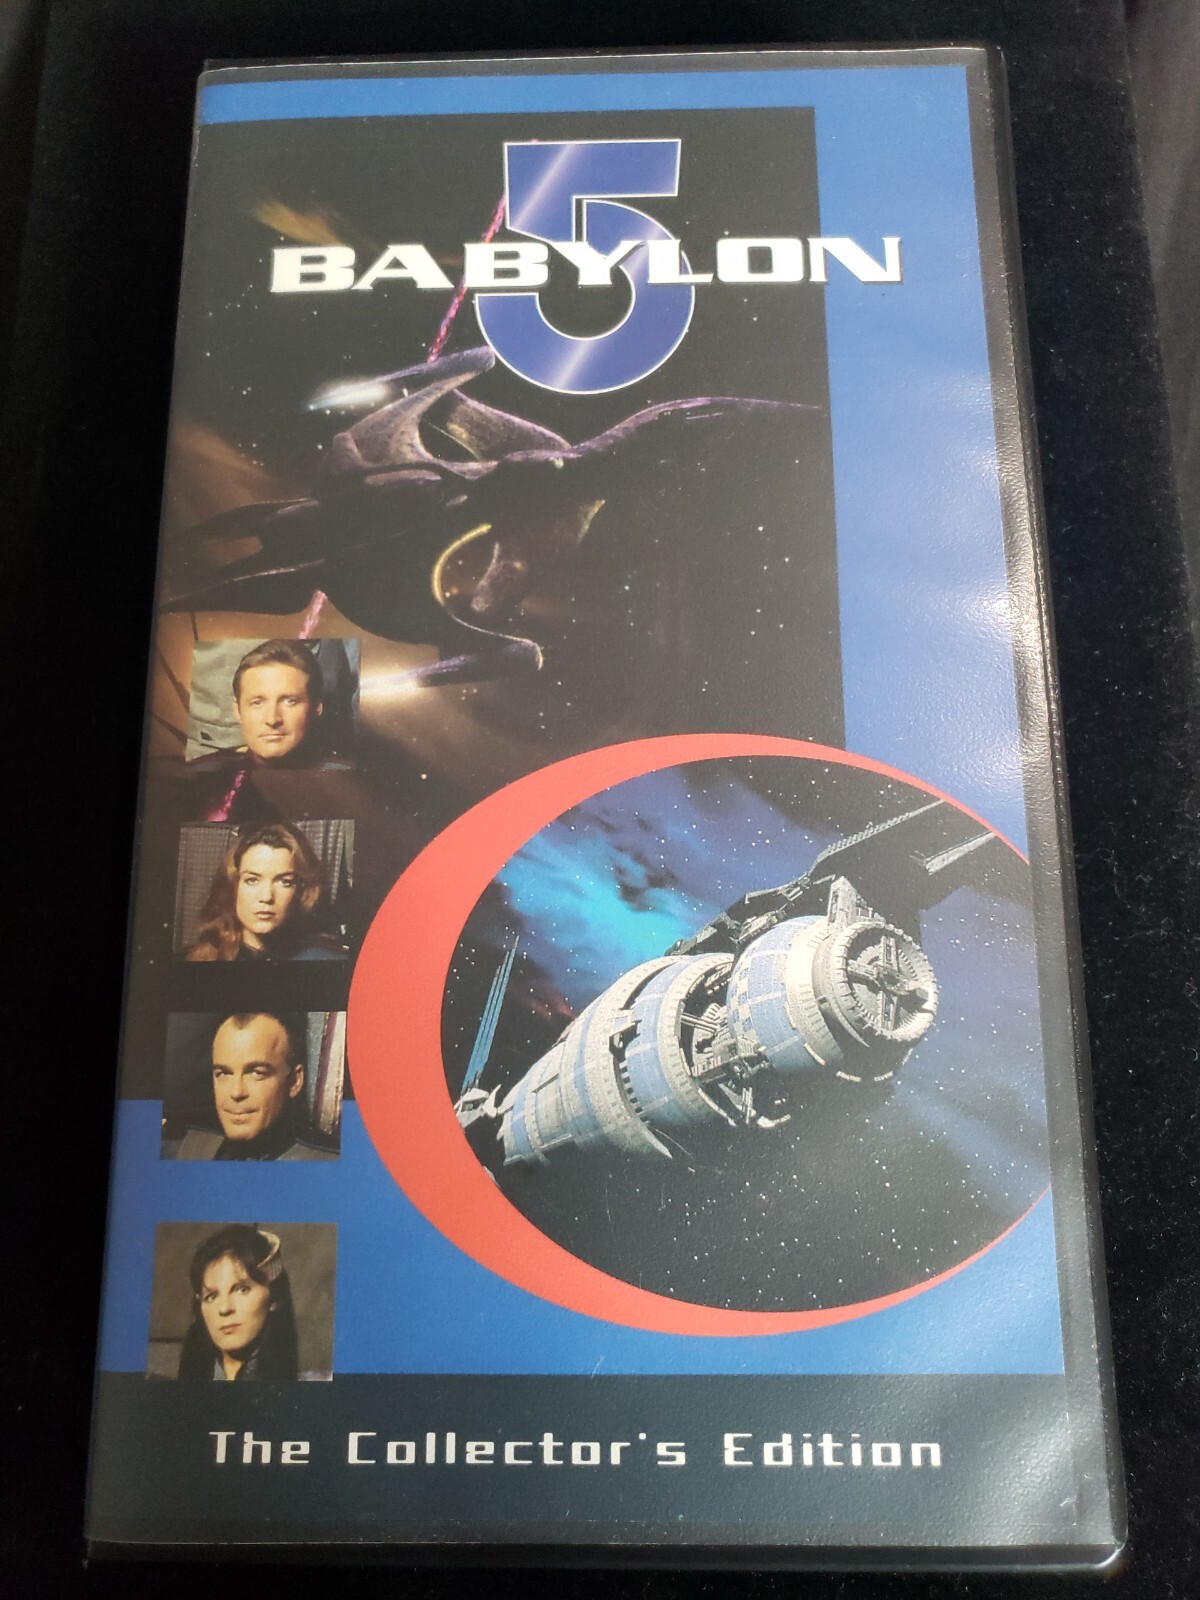 5
BABYLON
The Collector's Edition